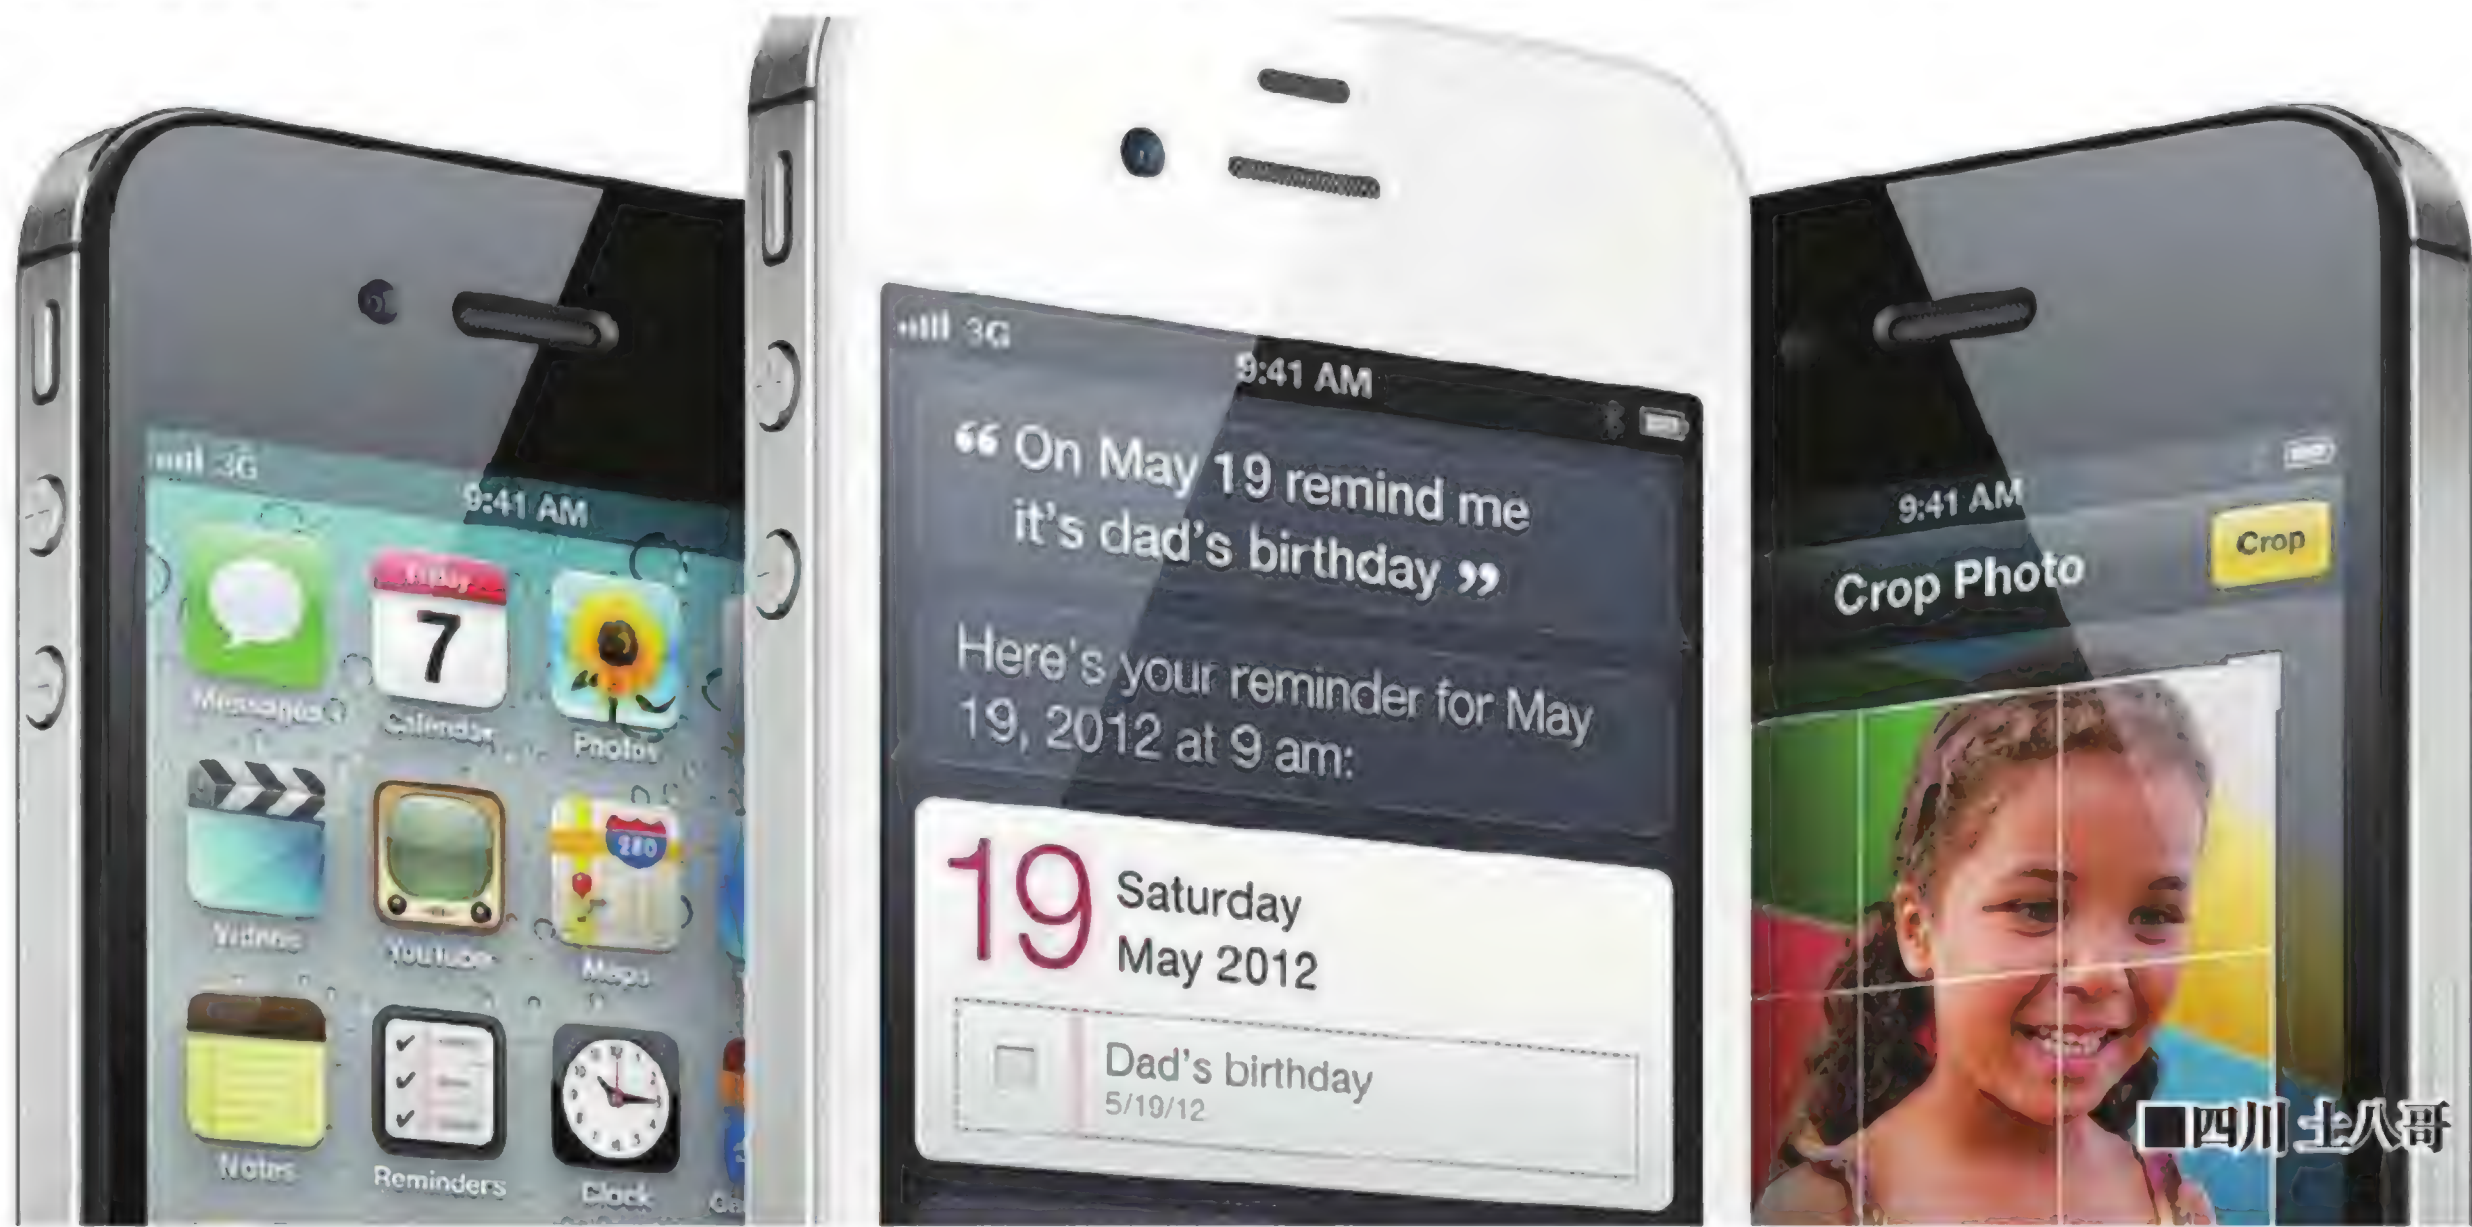 3G
9:41 AM
Messages
7
Calendar
Photos
280
Videos
YouTube
Maps
Notes
Reminders
Clock
3G
9:41 AM
“ On May 19 remind me
it’s dad’s birthday ”
Here’s your reminder for May
19, 2012 at 9 am:
19
Saturday
May 2012
Dad’s birthday
5/19/12
9:41 AM
Crop Photo
Crop
■四川 土八哥